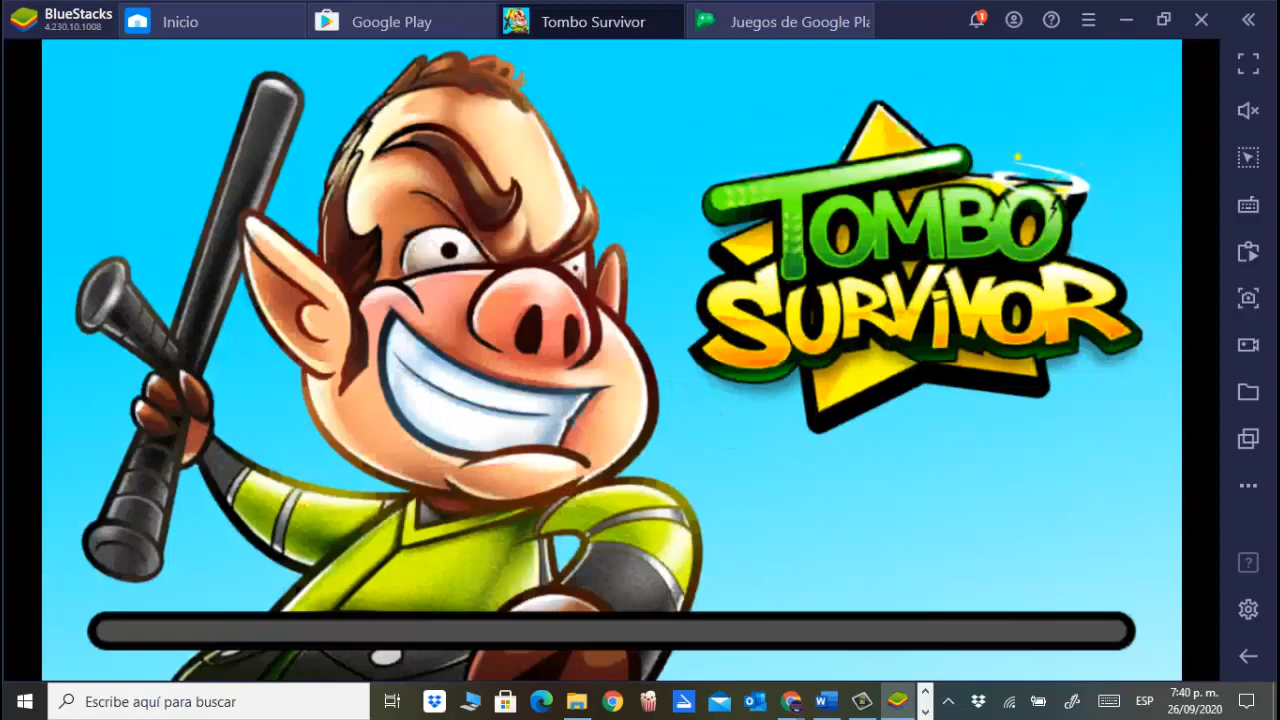 BlueStacks
4.230.10.1008
Inicio
Google Play
Tombo Survivor
Juegos de Google Pla
1
TOMBO
SURViVOR
Escribe aquí para buscar
ESP
7:40 p. m.
26/09/2020